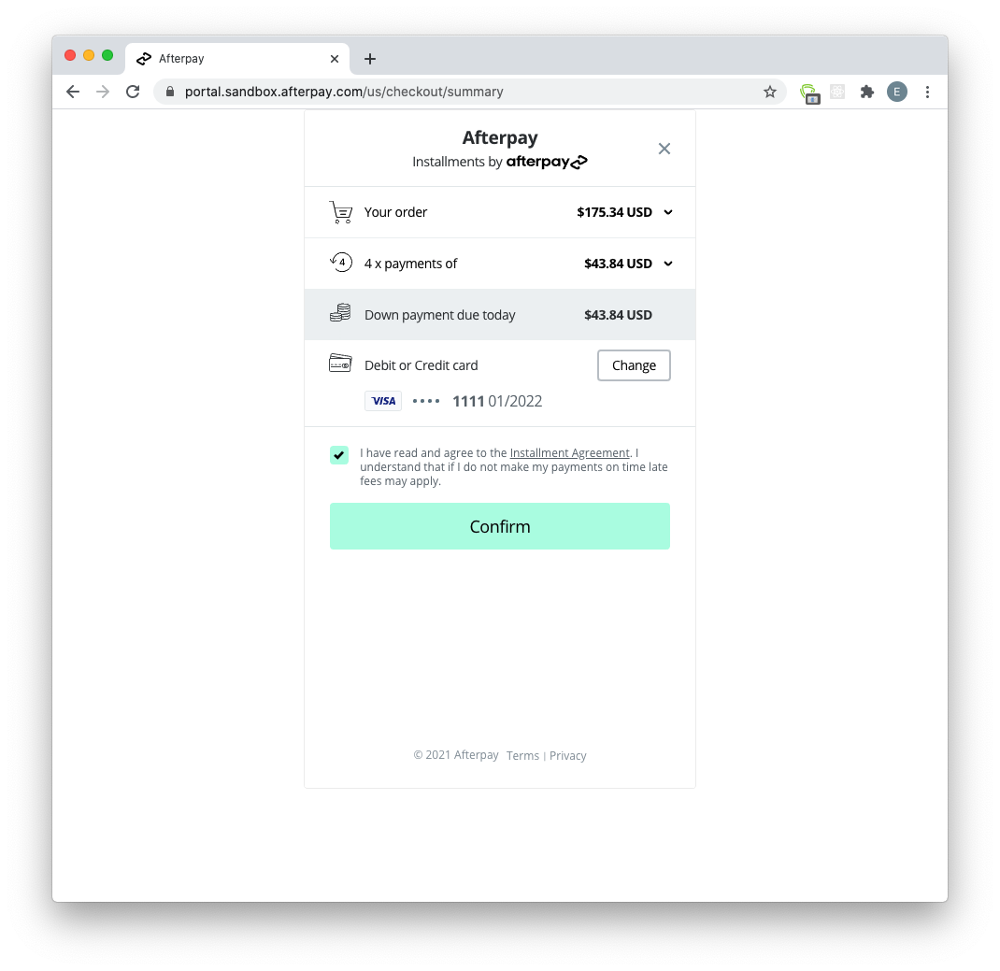 Afterpay
portal.sandbox.afterpay.com/us/checkout/summary
E
Afterpay
Installments by afterpay
Your order $175.34 USD
4
4 x payments of $43.84 USD
Down payment due today $43.84 USD
Debit or Credit card Change
VISA •••• 1111 01/2022
I have read and agree to the Installment Agreement. I
understand that if I do not make my payments on time late
fees may apply.
Confirm
© 2021 Afterpay Terms | Privacy